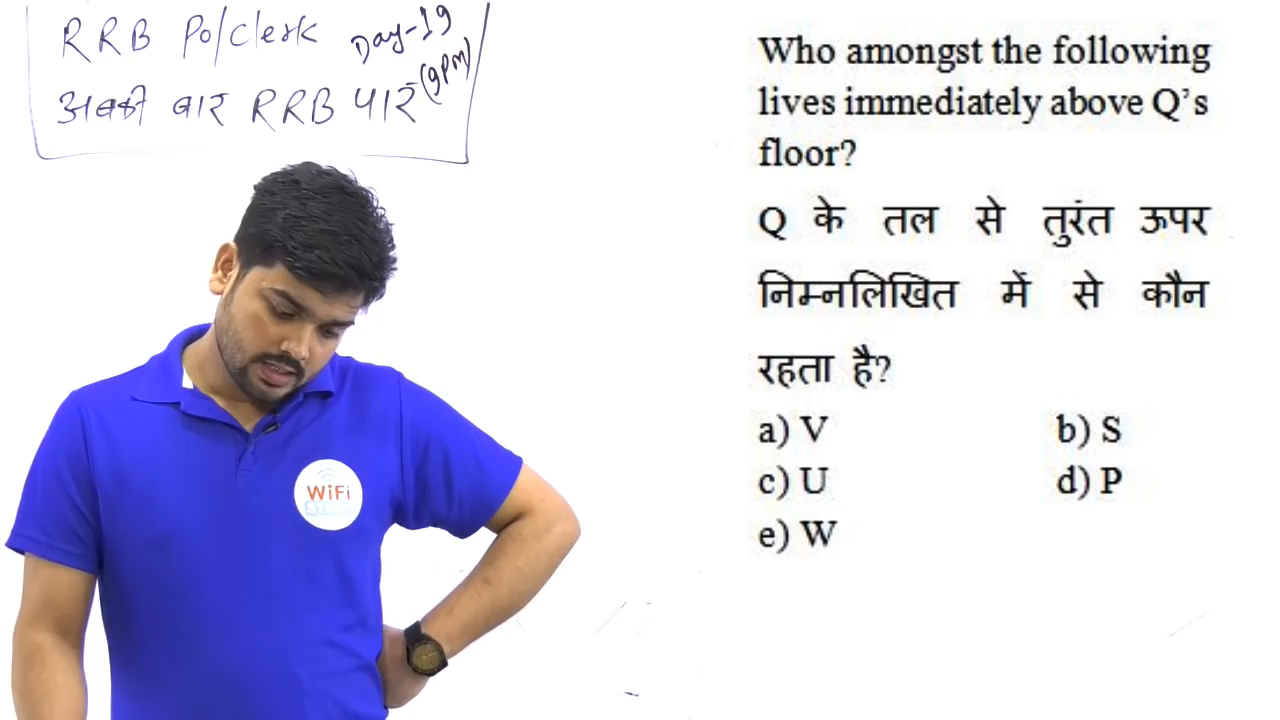 RRB Po/clerk Day-19
अबकी बार RRB पार (9PM)
WiFi
Who amongst the following
lives immediately above Q's
floor?
Q के तल से तुरंत ऊपर
निम्नलिखित में से कौन
रहता है?
a) V b) S
c) U d) P
e) W